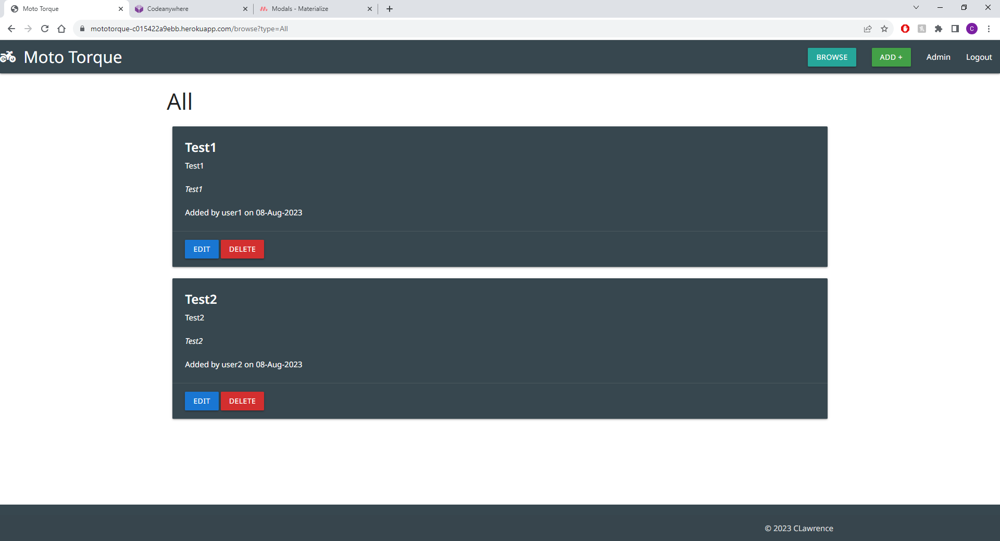 Moto Torque
Codeanywhere
Modals - Materialize
mototorque-c015422a9ebb.herokuapp.com/browse?type=All
C
Moto Torque
BROWSE
ADD +
Admin
Logout
All
Test1
Test1
Test1
Added by user1 on 08-Aug-2023
EDIT
DELETE
Test2
Test2
Test2
Added by user2 on 08-Aug-2023
EDIT
DELETE
© 2023 CLawrence